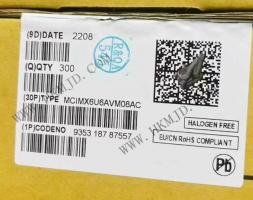 (9D)DATE 2208
(Q)QTY 300
(30P)TYPE MCIMX6U6AVM08AC
(1P)CODENO 9353 187 87557
HALOGEN FREE
EU/CN RoHS COMPLIANT
Pb
WWW.HKMJD.COM